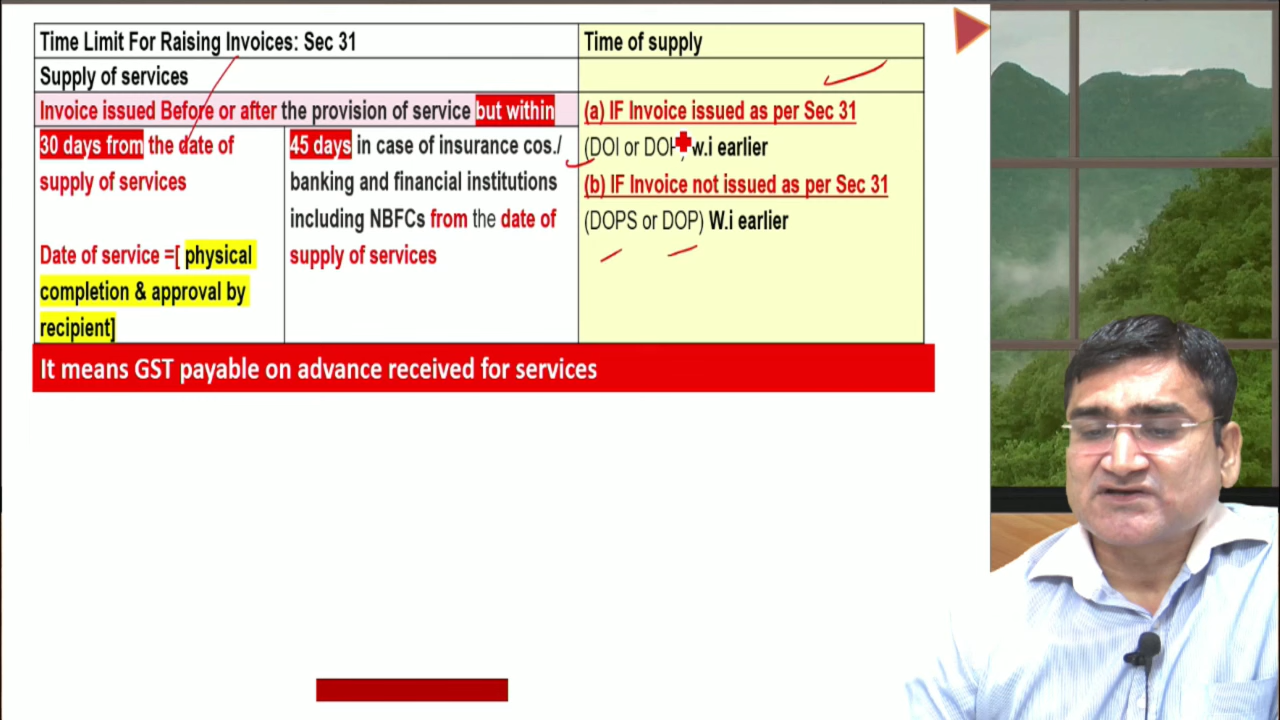 Time Limit For Raising Invoices: Sec 31
Time of supply
Supply of services
Invoice issued Before or after the provision of service but within
30 days from the date of
supply of services
Date of service =[ physical
completion & approval by
recipient]
45 days in case of insurance cos./
banking and financial institutions
including NBFCs from the date of
supply of services
(a) IF Invoice issued as per Sec 31
(DOI or w.i earlier
(b) IF Invoice not issued as per Sec 31
(DOPS or DOP) W.i earlier
It means GST payable on advance received for services